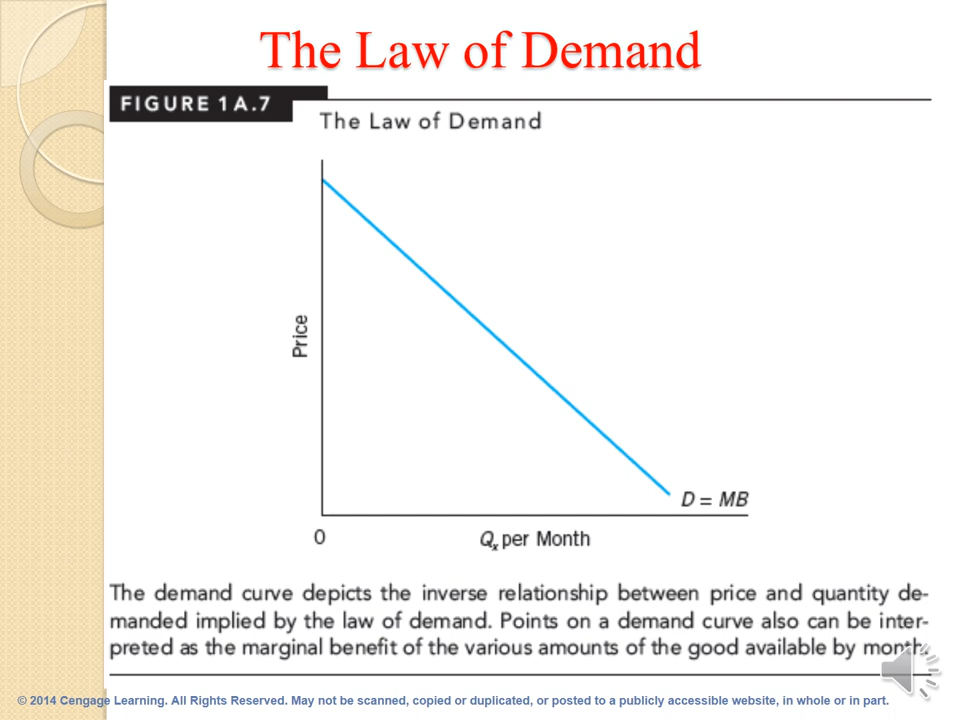 The Law of Demand
FIGURE 1A.7
The Law of Demand
Price
D = MB
0
Qx per Month
The demand curve depicts the inverse relationship between price and quantity de-
manded implied by the law of demand. Points on a demand curve also can be inter-
preted as the marginal benefit of the various amounts of the good available by month.
© 2014 Cengage Learning. All Rights Reserved. May not be scanned, copied or duplicated, or posted to a publicly accessible website, in whole or in part.